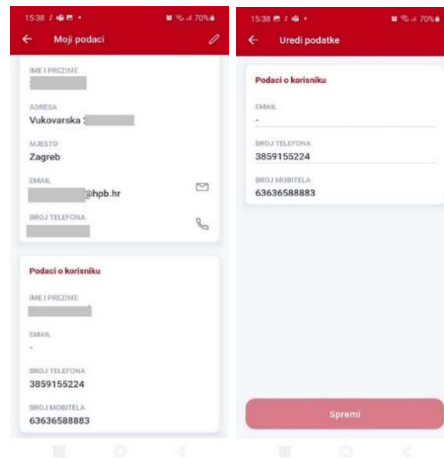 15:38
70%
Moji podaci
IME I PREZIME
ADRESA
Vukovarska
MJESTO
Zagreb
EMAIL
@hpb.hr
BROJ TELEFONA
Podaci o korisniku
IME I PREZIME
EMAIL
-
BROJ TELEFONA
3859155224
BROJ MOBITELA
63636588883
15:38
70%
Uredi podatke
Podaci o korisniku
EMAIL
-
BROJ TELEFONA
3859155224
BROJ MOBITELA
63636588883
Spremi